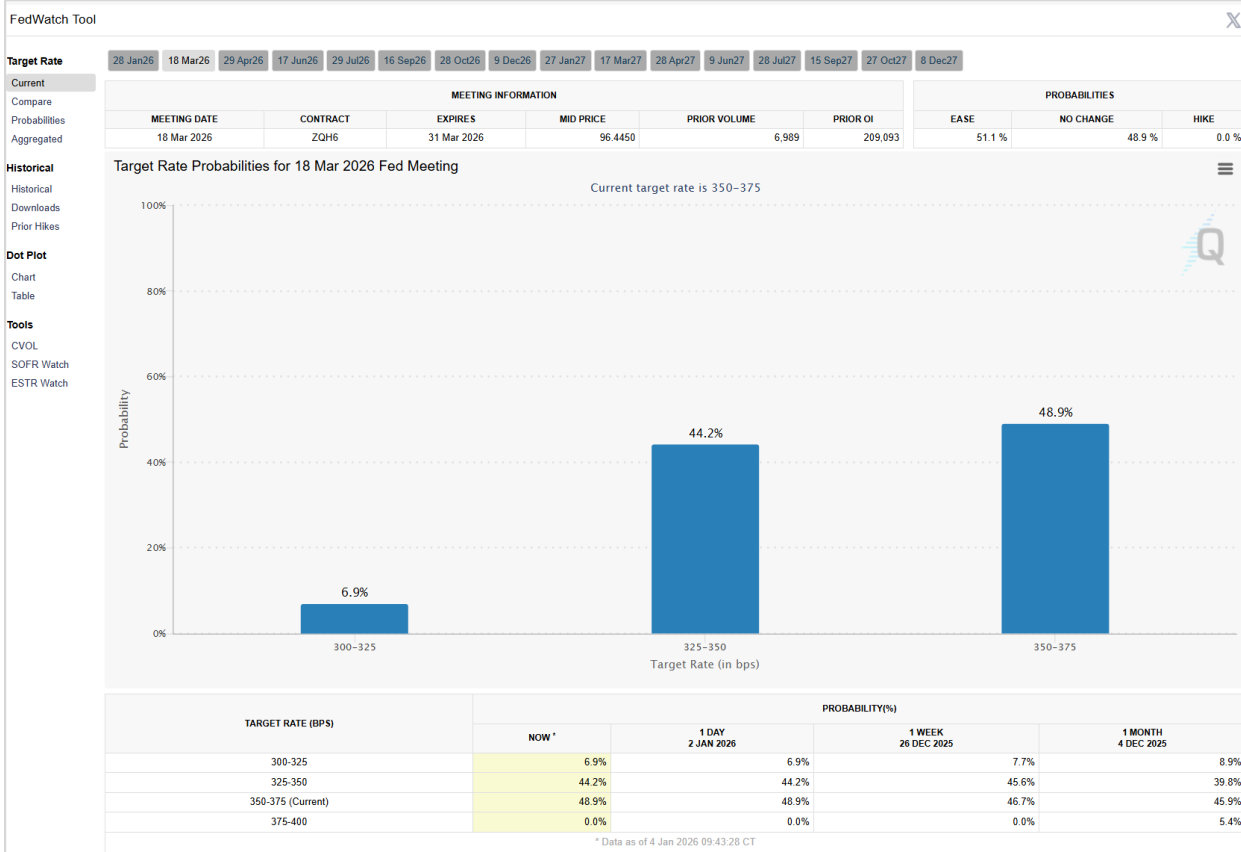 FedWatch Tool
X
Target Rate
Current
Compare
Probabilities
Aggregated
Historical
Historical
Downloads
Prior Hikes
Dot Plot
Chart
Table
Tools
CVOL
SOFR Watch
ESTR Watch
28 Jan26 18 Mar26 29 Apr26 17 Jun26 29 Jul26 16 Sep26 28 Oct26 9 Dec26 27 Jan27 17 Mar27 28 Apr27 9 Jun27 28 Jul27 15 Sep27 27 Oct27 8 Dec27
MEETING INFORMATION
MEETING DATE CONTRACT EXPIRES MID PRICE PRIOR VOLUME PRIOR OI
18 Mar 2026 ZQH6 31 Mar 2026 96.4450 6,989 209,093
PROBABILITIES
EASE NO CHANGE HIKE
51.1 % 48.9 % 0.0 %
Target Rate Probabilities for 18 Mar 2026 Fed Meeting
Current target rate is 350–375
Q
Probability
100%
80%
60%
40%
20%
0%
6.9%
44.2%
48.9%
300–325 325–350 350–375
Target Rate (in bps)
TARGET RATE (BPS) PROBABILITY(%)
NOW * 1 DAY 1 WEEK 1 MONTH
2 JAN 2026 26 DEC 2025 4 DEC 2025
300-325 6.9% 6.9% 7.7% 8.9%
325-350 44.2% 44.2% 45.6% 39.8%
350-375 (Current) 48.9% 48.9% 46.7% 45.9%
375-400 0.0% 0.0% 0.0% 5.4%
* Data as of 4 Jan 2026 09:43:28 CT